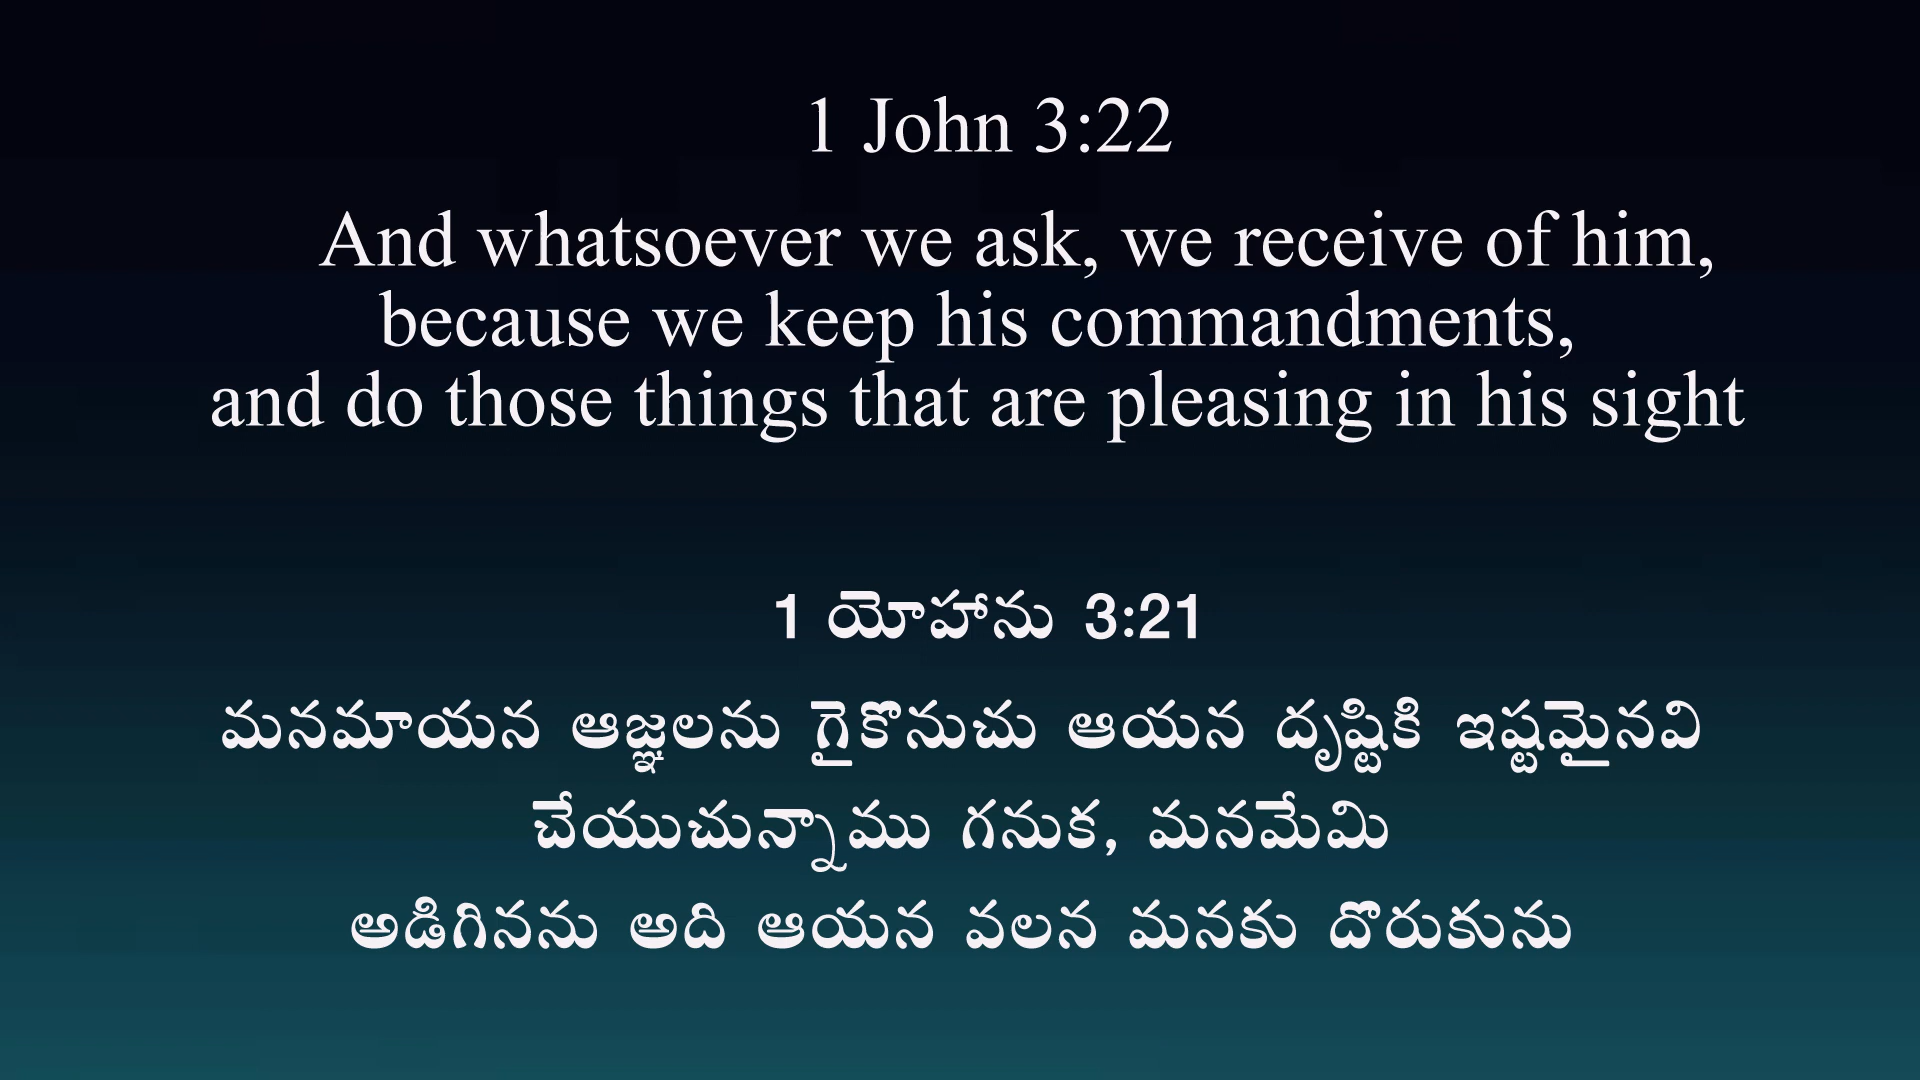 1 John 3:22
And whatsoever we ask, we receive of him,
because we keep his commandments,
and do those things that are pleasing in his sight
1 యోహాను 3:21
మనమాయన ఆజ్ఞలను గైకొనుచు ఆయన దృష్టికి ఇష్టమైనవి
చేయుచున్నాము గనుక, మనమేమి
అడిగినను అది ఆయన వలన మనకు దొరుకును